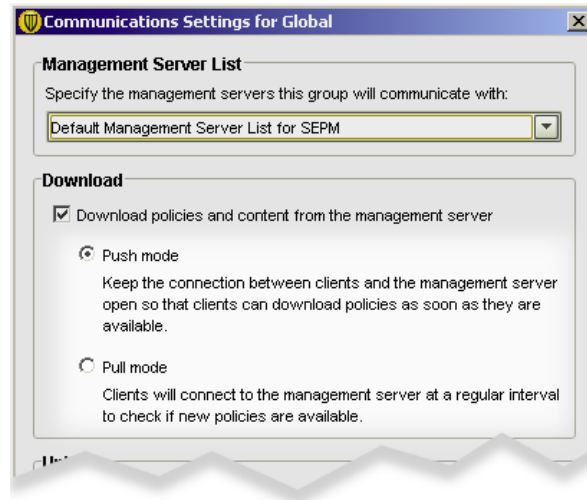 Communications Settings for Global
Management Server List
Specify the management servers this group will communicate with:
Default Management Server List for SEPM
Download
Download policies and content from the management server
Push mode
Keep the connection between clients and the management server
open so that clients can download policies as soon as they are
available.
Pull mode
Clients will connect to the management server at a regular interval
to check if new policies are available.